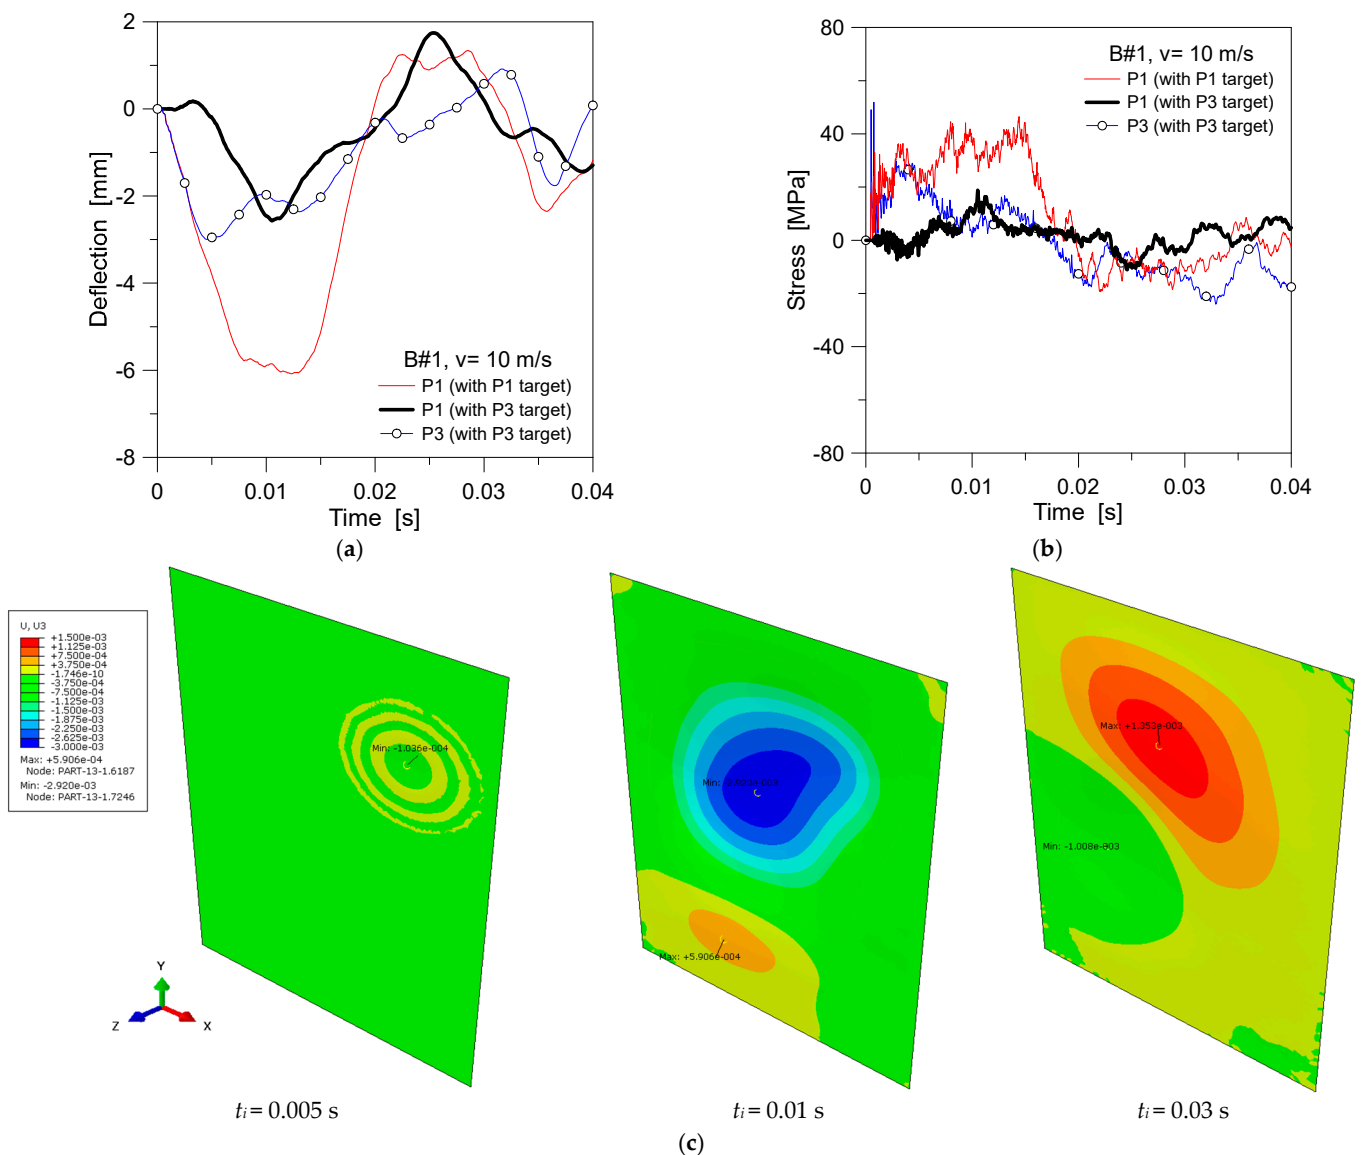 2
0
-2
-4
-6
-8
Deflection [mm]
B#1, v= 10 m/s
P1 (with P1 target)
P1 (with P3 target)
P3 (with P3 target)
0
0.01
0.02
0.03
0.04
Time [s]
(a)
80
40
0
-40
-80
Stress [MPa]
B#1, v= 10 m/s
P1 (with P1 target)
P1 (with P3 target)
P3 (with P3 target)
0
0.01
0.02
0.03
0.04
Time [s]
(b)
U, U3
+1.500e-03
+1.125e-03
+7.500e-04
+3.750e-04
-1.746e-10
-3.750e-04
-7.500e-04
-1.125e-03
-1.500e-03
-1.875e-03
-2.250e-03
-2.625e-03
-3.000e-03
Max: +5.906e-04
Node: PART-13-1.6187
Min: -2.920e-03
Node: PART-13-1.7246
Min: -1.036e-004
Min: -2.920e-003
Max: +5.906e-004
Max: +1.353e-003
Min: -1.008e-003
Y
Z
X
ti = 0.005 s
ti = 0.01 s
ti = 0.03 s
(c)